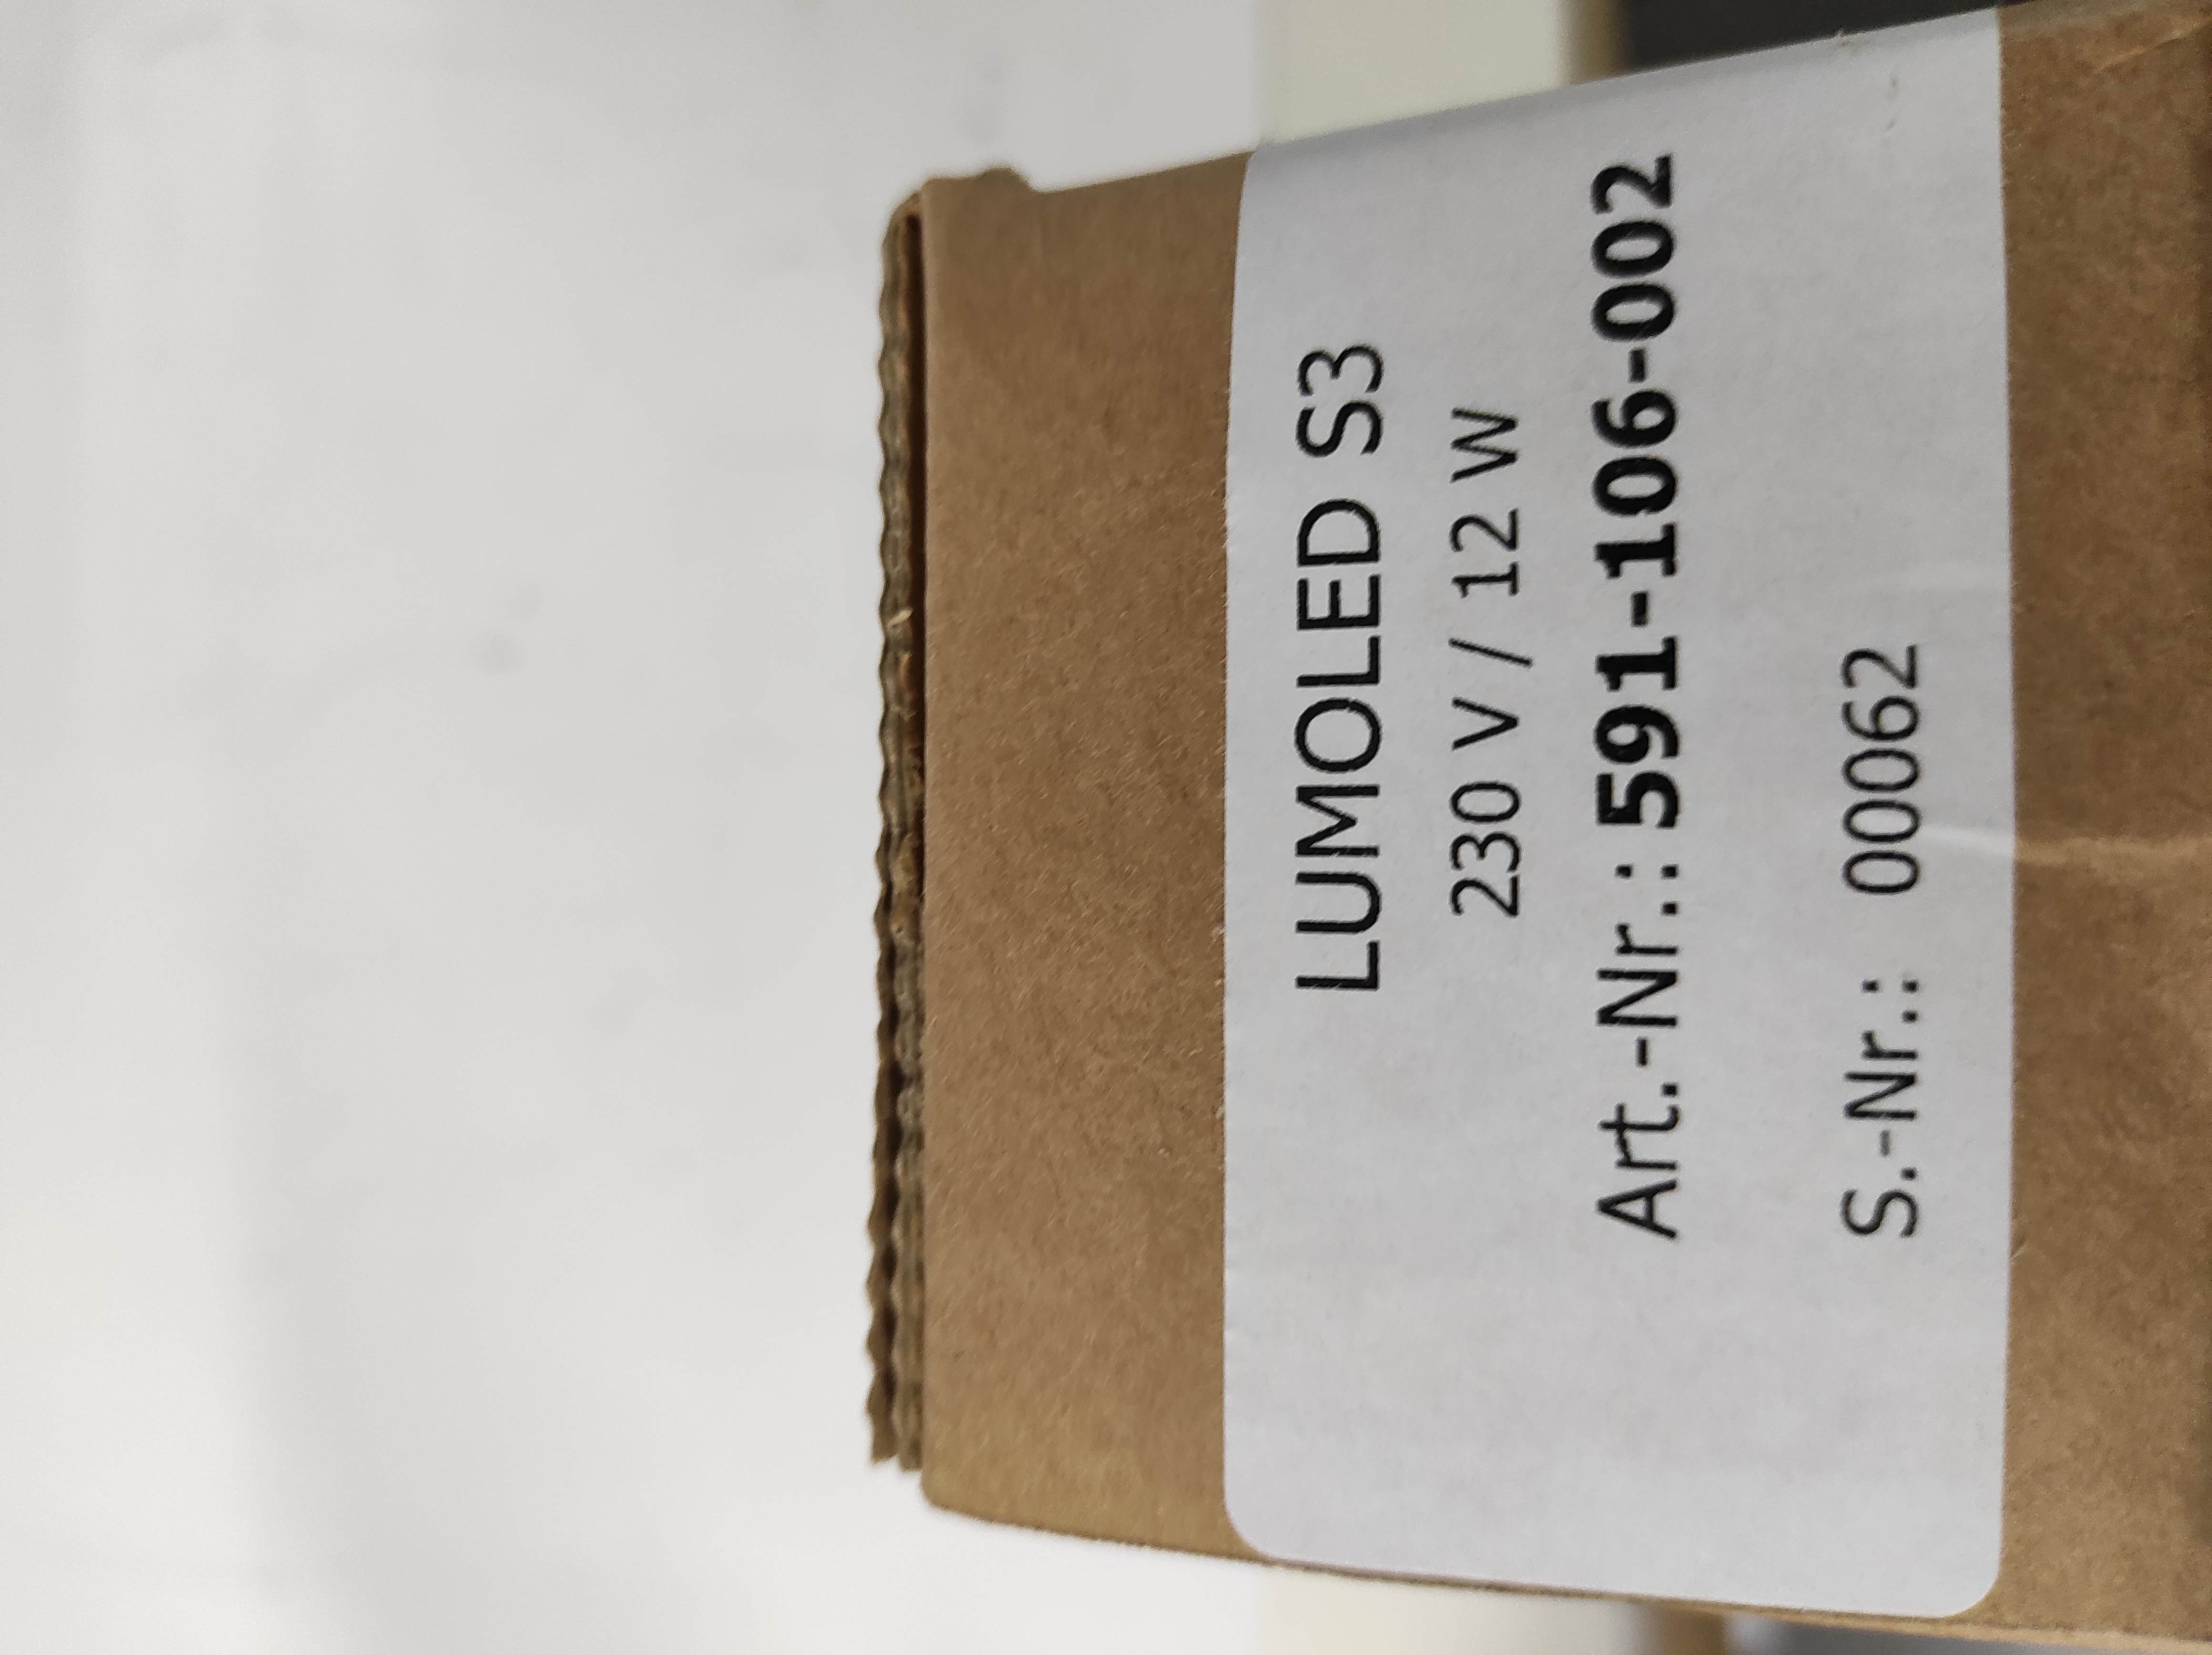 LUMOLED S3
230 V / 12 W
Art.-Nr.: 591-106-002
S.-Nr.: 00062